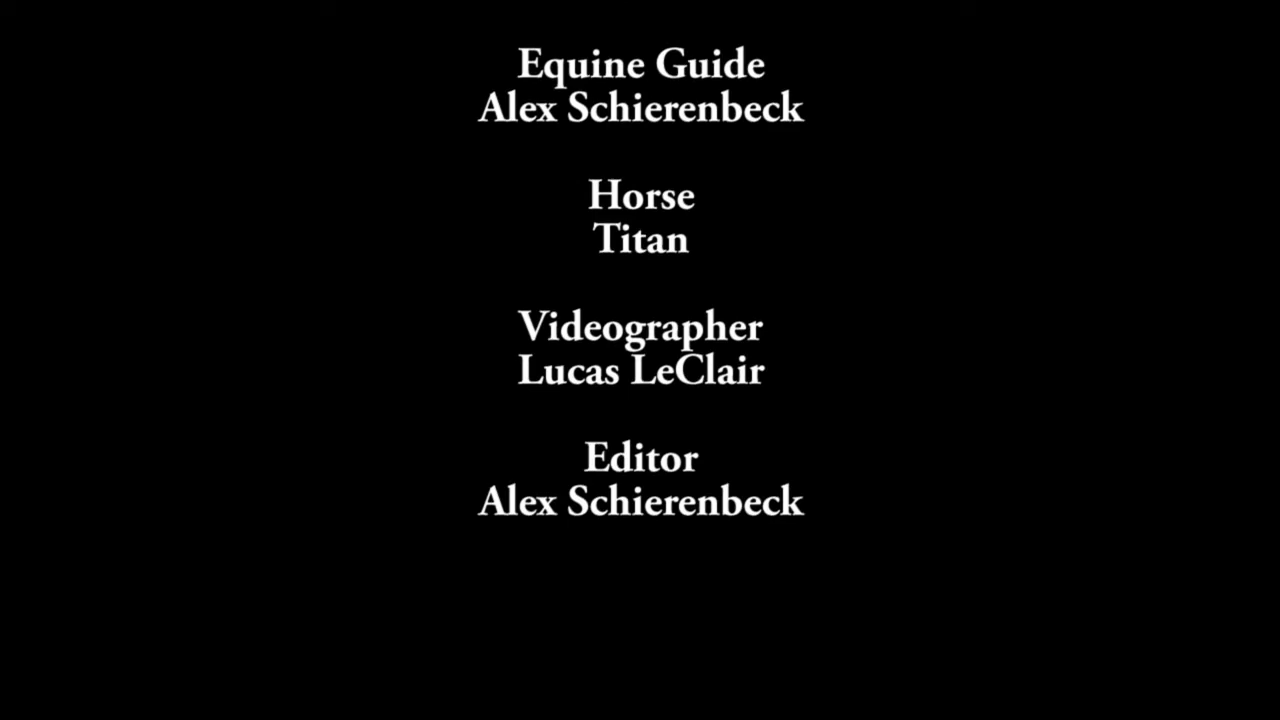 Equine Guide
Alex Schierenbeck
Horse
Titan
Videographer
Lucas LeClair
Editor
Alex Schierenbeck